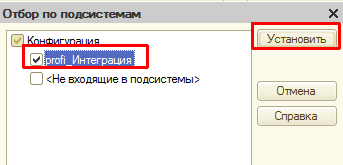 Отбор по подсистемам
Конфигурация
profi_Интеграция
<Не входящие в подсистемы>
Установить
Отмена
Справка